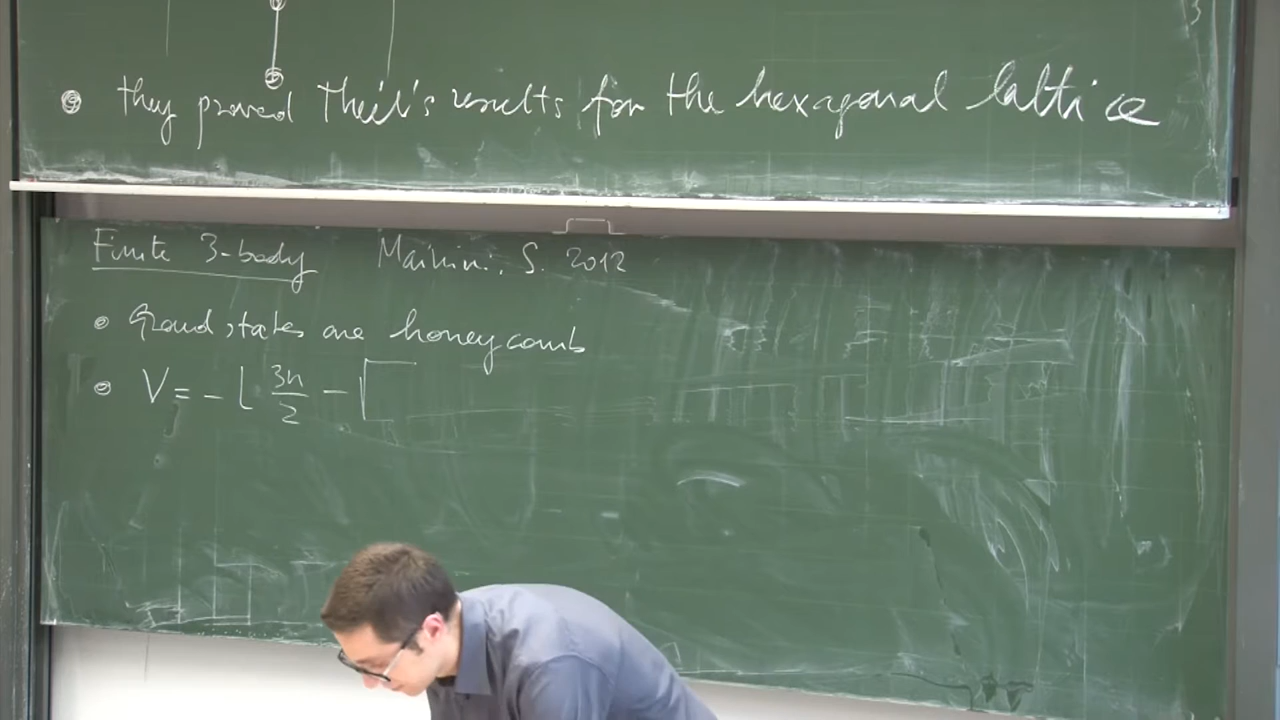 they proved Theil's results for the hexagonal lattice
Finite 3-body Mainini, S. 2012
Ground states are honeycomb
V = - ⌊ 3n/2 - √